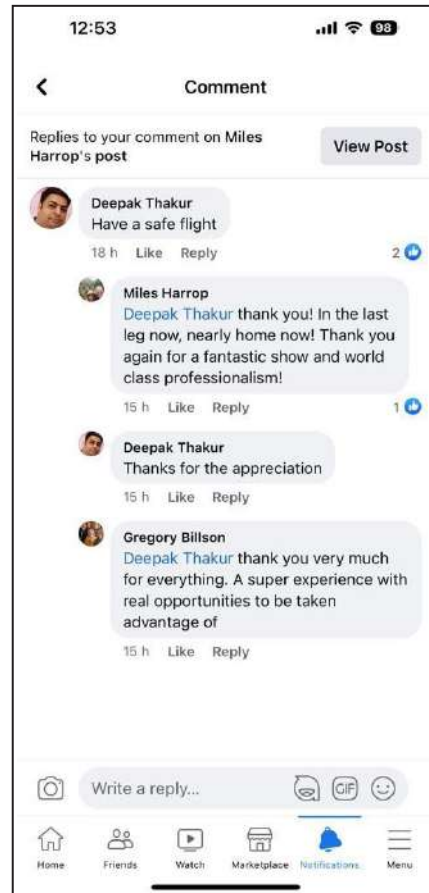 12:53
98
Comment
Replies to your comment on Miles
Harrop's post
View Post
Deepak Thakur
Have a safe flight
18 h Like Reply
2
Miles Harrop
Deepak Thakur thank you! In the last
leg now, nearly home now! Thank you
again for a fantastic show and world
class professionalism!
15 h Like Reply
1
Deepak Thakur
Thanks for the appreciation
15 h Like Reply
Gregory Billson
Deepak Thakur thank you very much
for everything. A super experience with
real opportunities to be taken
advantage of
15 h Like Reply
Write a reply...
GIF
Home Friends Watch Marketplace Notifications Menu